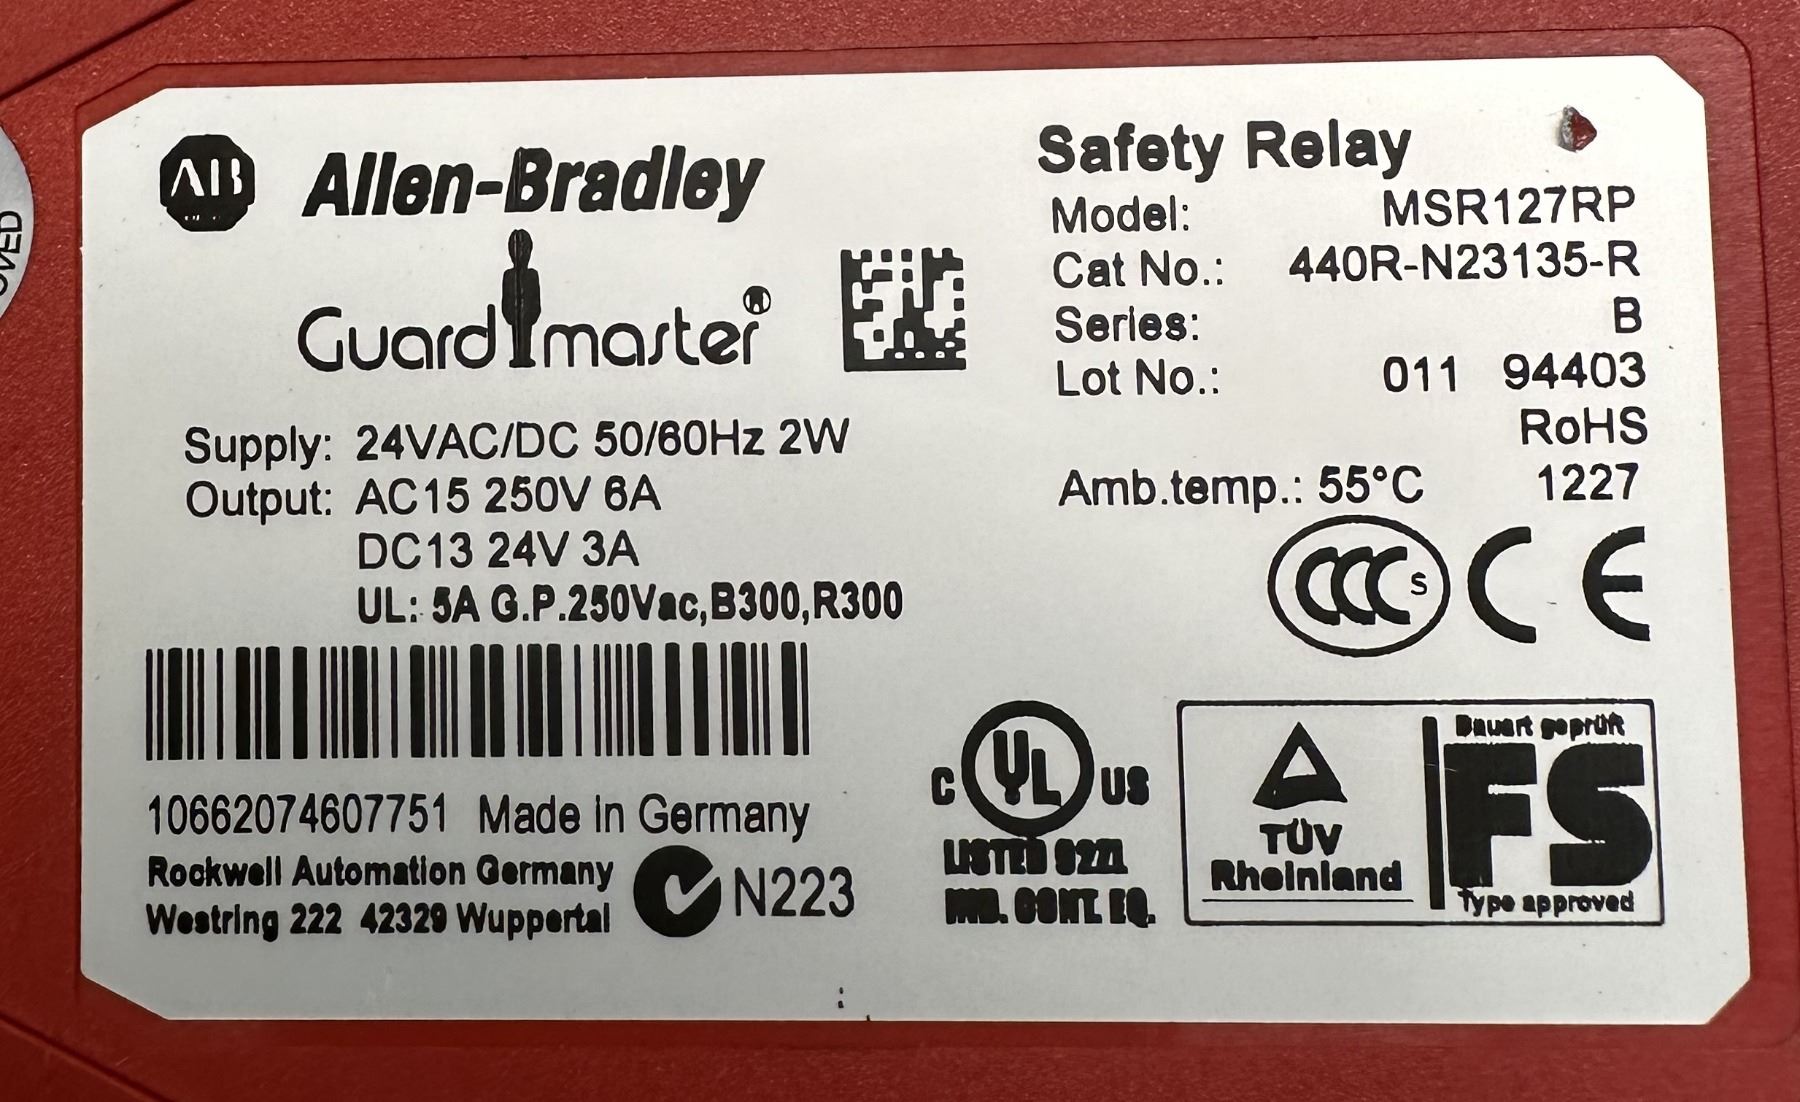 AB
Allen-Bradley
Guardmaster®
Safety Relay
Model: MSR127RP
Cat No.: 440R-N23135-R
Series: B
Lot No.: 011 94403
RoHS
Amb.temp.: 55°C 1227
Supply: 24VAC/DC 50/60Hz 2W
Output: AC15 250V 6A
DC13 24V 3A
UL: 5A G.P.250Vac,B300,R300
CCC S CE
10662074607751 Made in Germany
Rockwell Automation Germany
Westring 222 42329 Wuppertal
N223
C UL US
LISTED
IND. CONT. EQ.
TÜV
Rheinland
Bauart geprüft
FS
Type approved
OVED